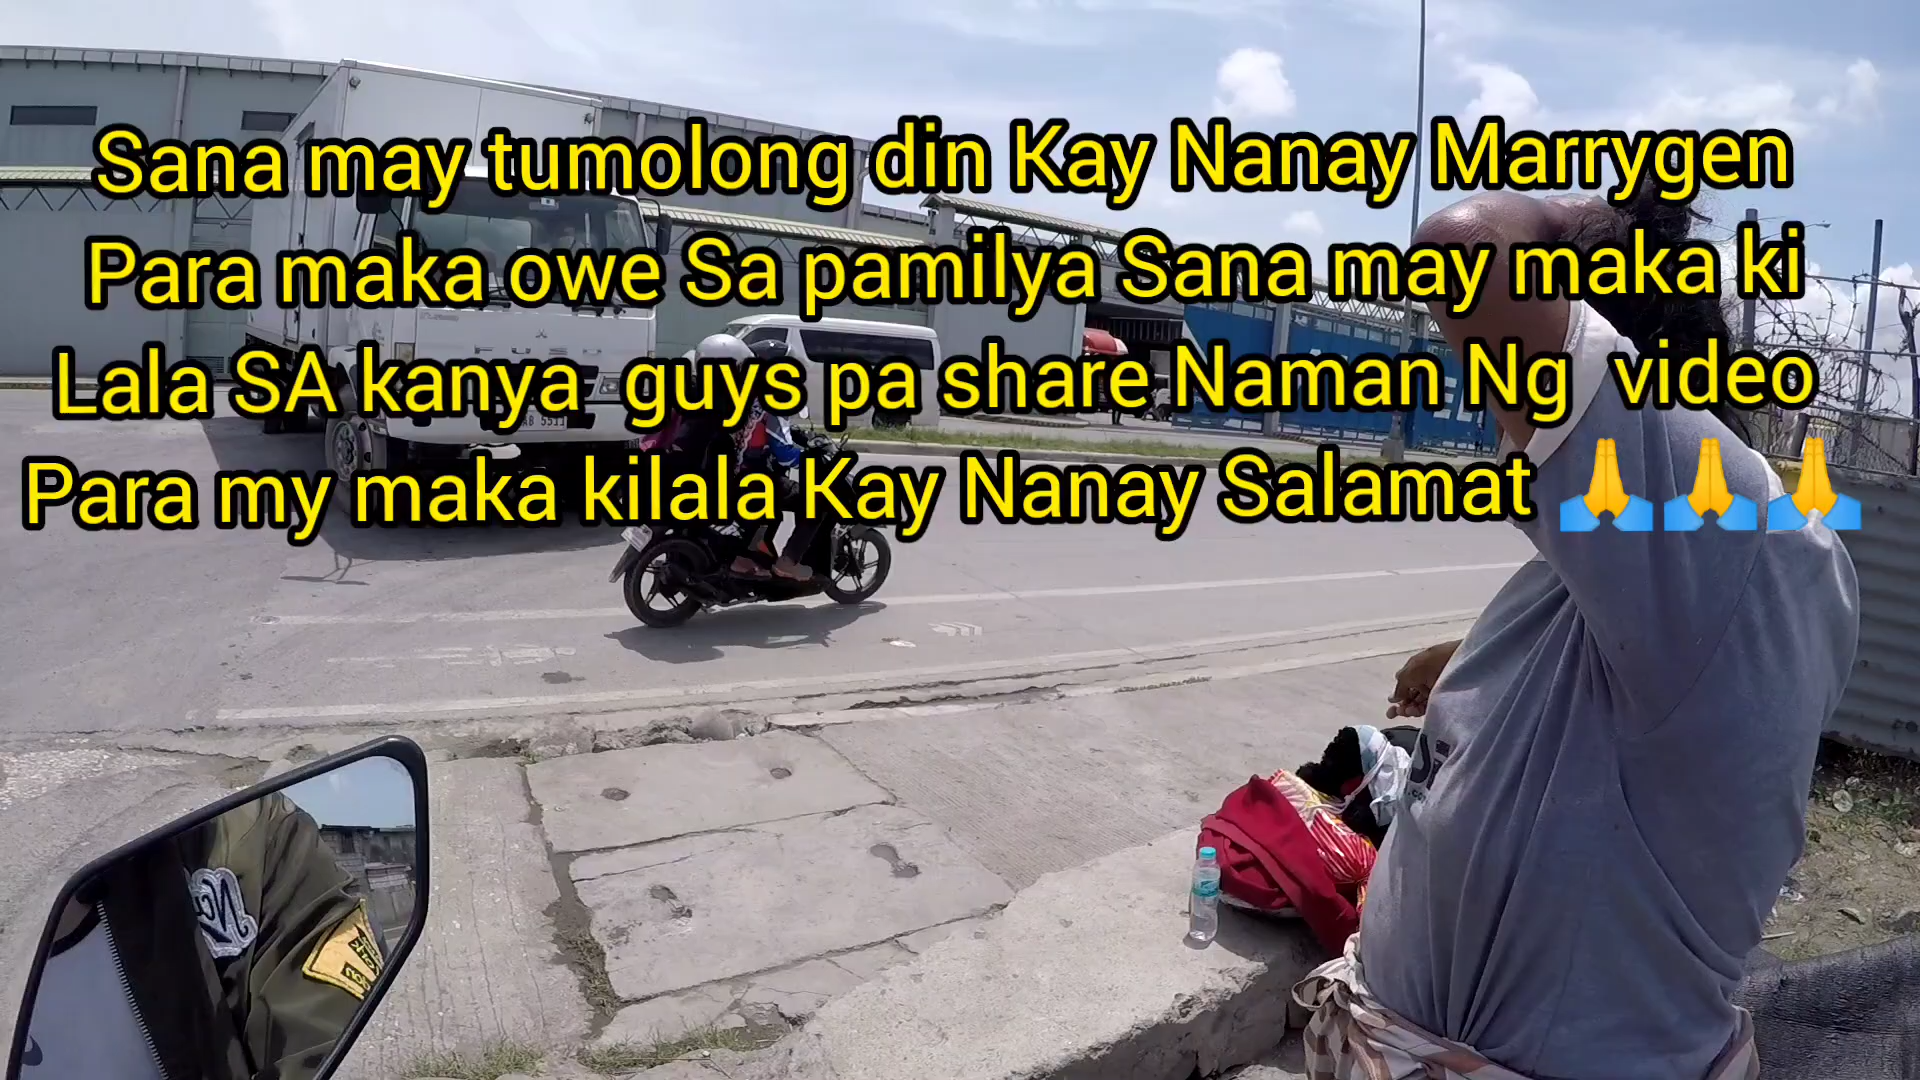 Sana may tumolong din Kay Nanay Marrygen
Para maka owe Sa pamilya Sana may maka ki
Lala SA kanya guys pa share Naman Ng video
Para my maka kilala Kay Nanay Salamat 🙏🙏🙏
FUSO